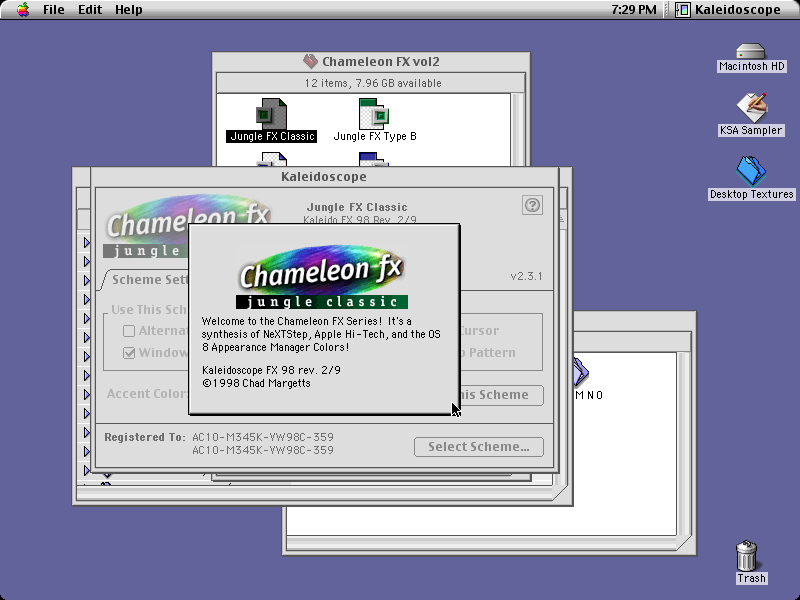 File Edit Help
7:29 PM Kaleidoscope
Chameleon FX vol2
12 items, 7.96 GB available
Jungle FX Classic
Jungle FX Type B
Macintosh HD
KSA Sampler
Desktop Textures
Kaleidoscope
Chameleon fx
jungle
Jungle FX Classic
Kaleido FX 98 Rev. 2/9
Scheme Sett
v2.3.1
Use This Sch
Alternat
Window
Cursor
Pattern
Accent Color:
his Scheme
Chameleon fx
jungle classic
Welcome to the Chameleon FX Series! It's a
synthesis of NeXTStep, Apple Hi-Tech, and the OS
8 Appearance Manager Colors!
Kaleidoscope FX 98 rev. 2/9
©1998 Chad Margetts
Registered To: AC10-M345K-VW98C-359
AC10-M345K-VW98C-359
Select Scheme...
M N O
Trash